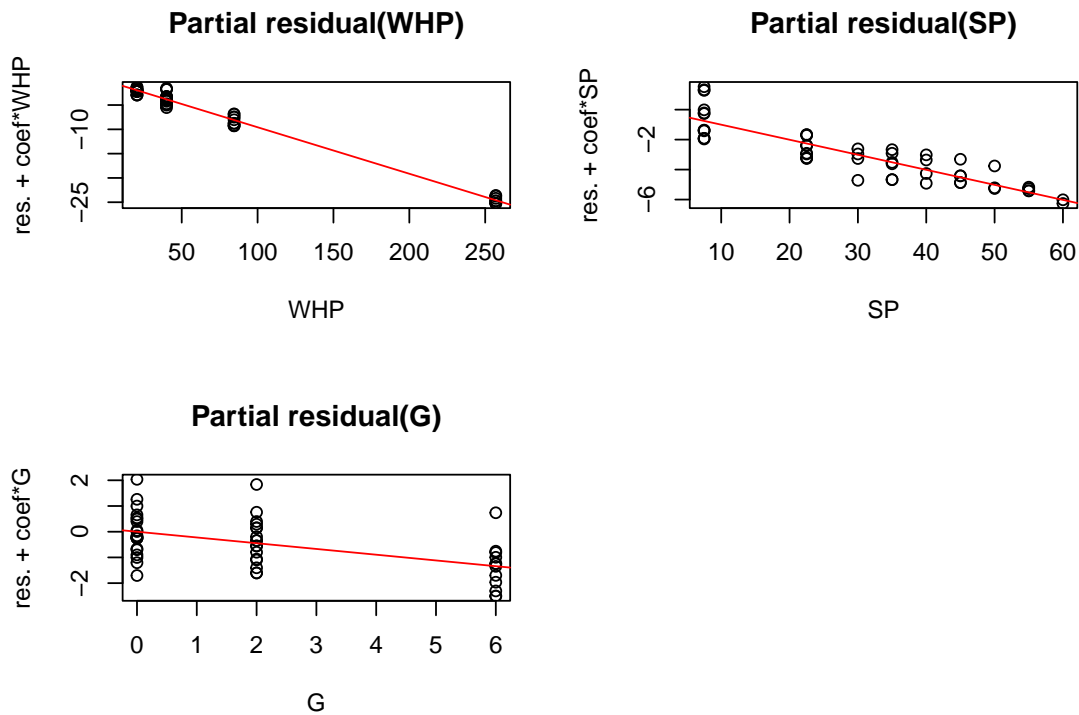 Partial residual(WHP)
res. + coef*WHP
-10
-25
50 100 150 200 250
WHP
Partial residual(SP)
res. + coef*SP
-2
-6
10 20 30 40 50 60
SP
Partial residual(G)
res. + coef*G
2
0
-2
0 1 2 3 4 5 6
G